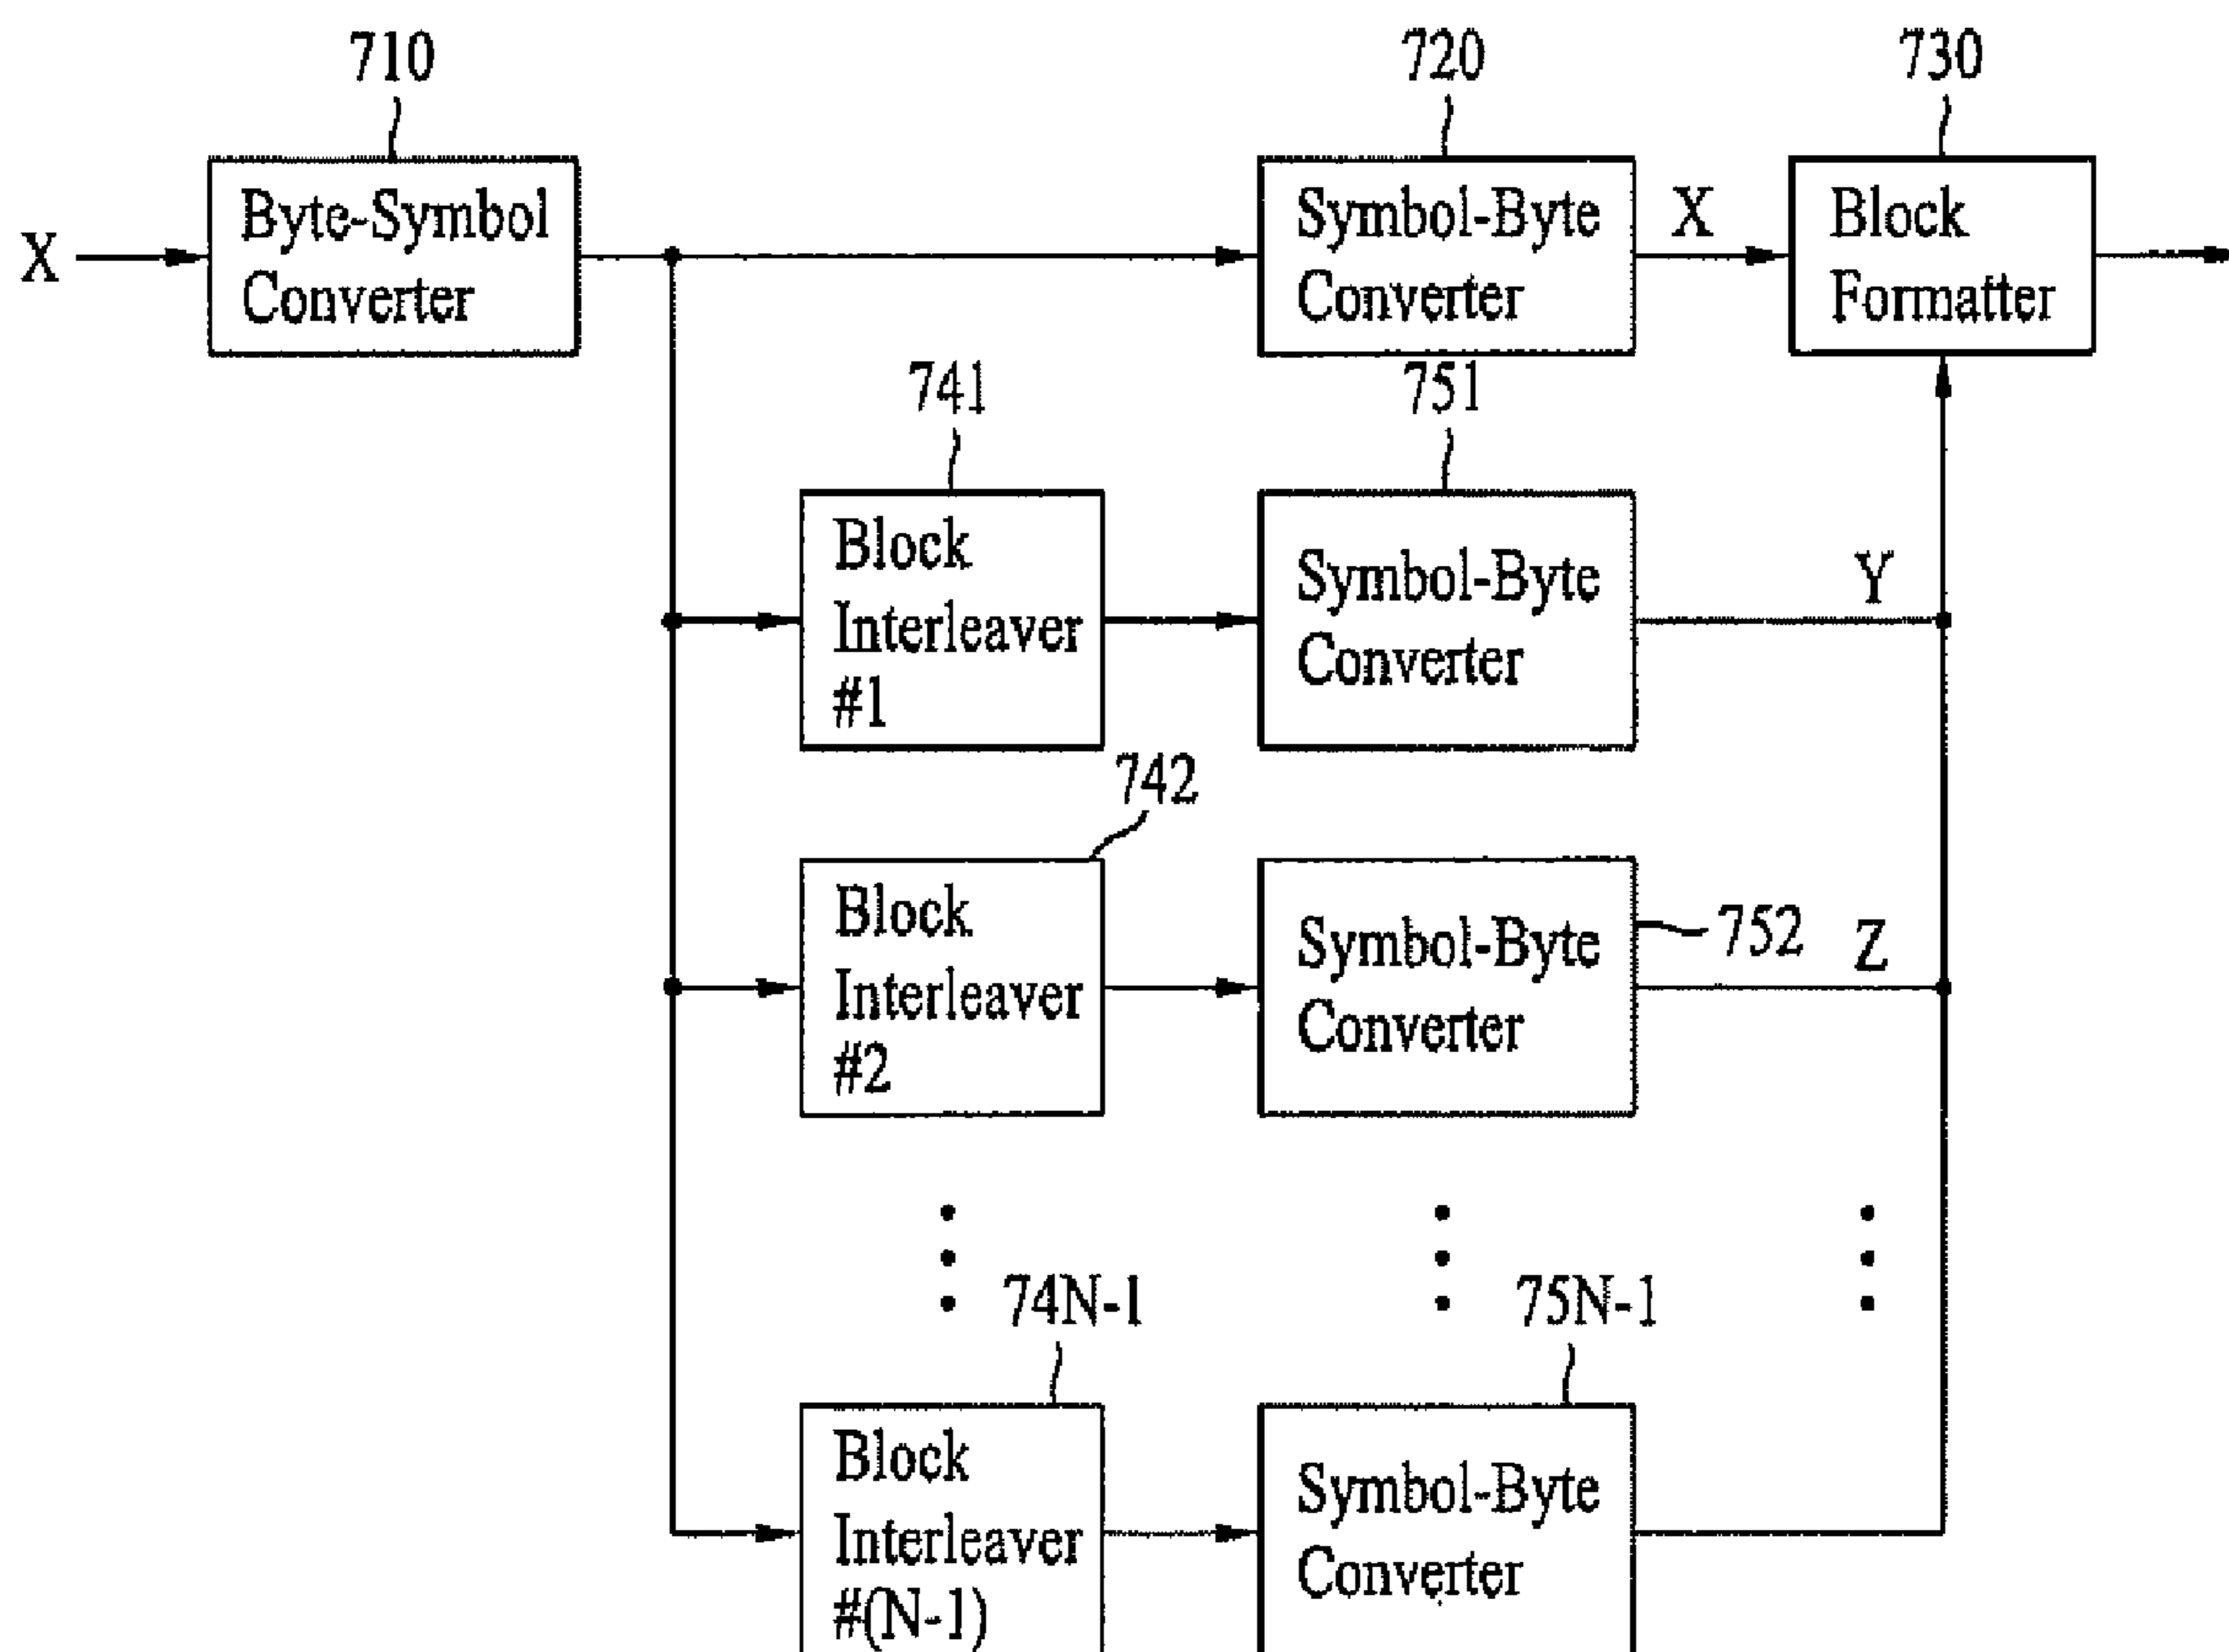 710
720
730
X
Byte-Symbol
Converter
Symbol-Byte
Converter
X
Block
Formatter
741
751
Block
Interleaver
#1
Symbol-Byte
Converter
Y
742
Block
Interleaver
#2
Symbol-Byte
Converter
752
Z
74N-1
75N-1
Block
Interleaver
#(N-1)
Symbol-Byte
Converter